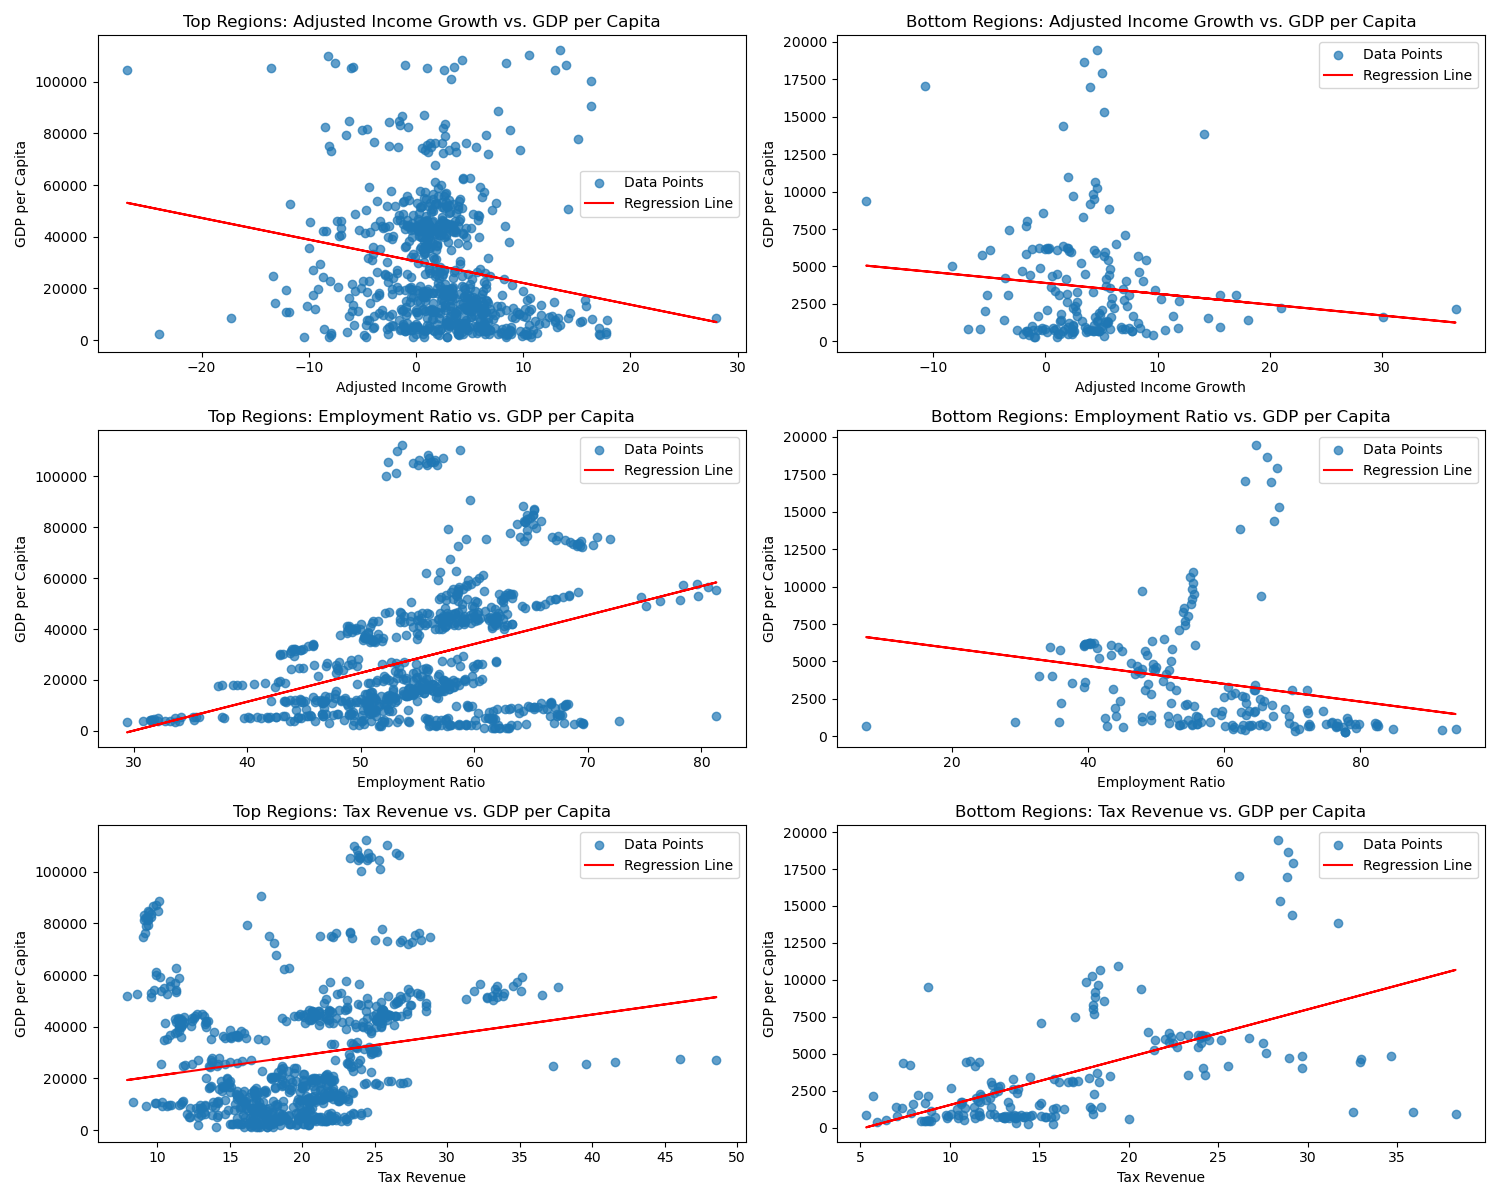 Top Regions: Adjusted Income Growth vs. GDP per Capita
GDP per Capita
100000
80000
60000
40000
20000
0
Data Points
Regression Line
−20
−10
0
10
20
30
Adjusted Income Growth
Bottom Regions: Adjusted Income Growth vs. GDP per Capita
GDP per Capita
20000
17500
15000
12500
10000
7500
5000
2500
0
Data Points
Regression Line
−10
0
10
20
30
Adjusted Income Growth
Top Regions: Employment Ratio vs. GDP per Capita
GDP per Capita
100000
80000
60000
40000
20000
0
Data Points
Regression Line
30
40
50
60
70
80
Employment Ratio
Bottom Regions: Employment Ratio vs. GDP per Capita
GDP per Capita
20000
17500
15000
12500
10000
7500
5000
2500
0
Data Points
Regression Line
20
40
60
80
Employment Ratio
Top Regions: Tax Revenue vs. GDP per Capita
GDP per Capita
100000
80000
60000
40000
20000
0
Data Points
Regression Line
10
15
20
25
30
35
40
45
50
Tax Revenue
Bottom Regions: Tax Revenue vs. GDP per Capita
GDP per Capita
20000
17500
15000
12500
10000
7500
5000
2500
0
Data Points
Regression Line
5
10
15
20
25
30
35
Tax Revenue